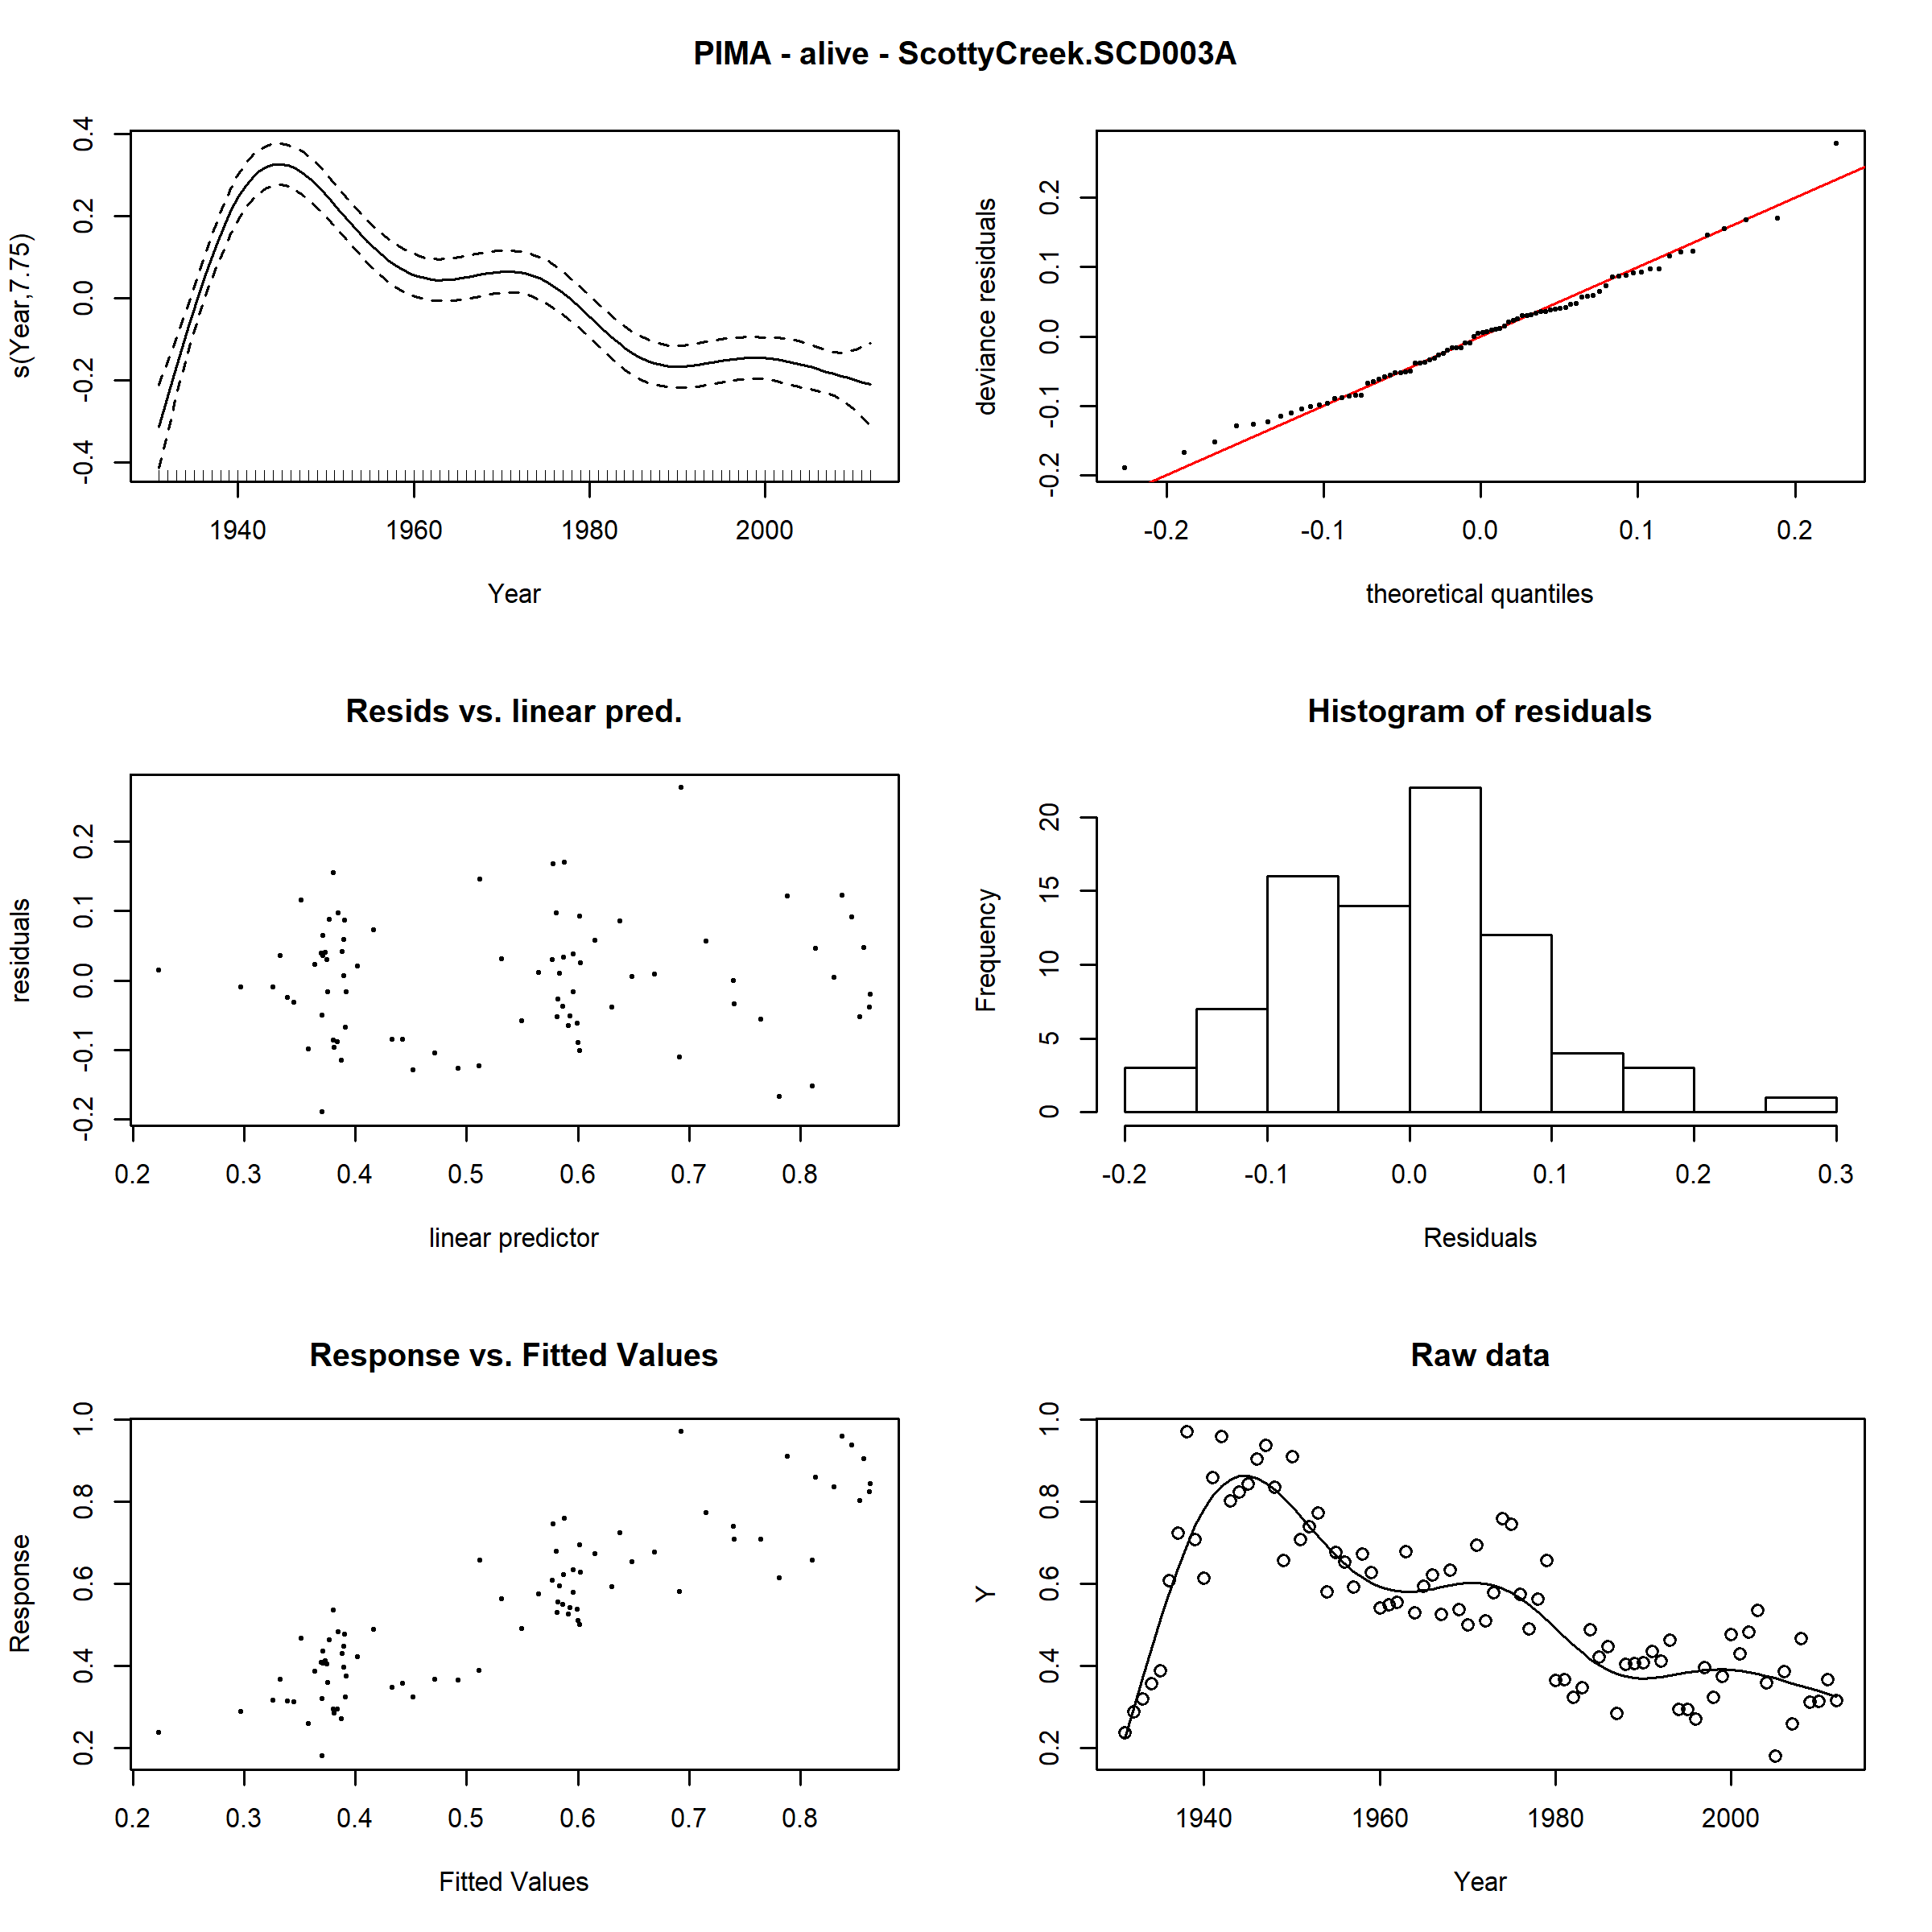 PIMA - alive - ScottyCreek.SCD003A
s(Year,7.75)
0.4
0.2
0.0
-0.2
-0.4
1940 1960 1980 2000
Year
deviance residuals
0.2
0.1
0.0
-0.1
-0.2
-0.2 -0.1 0.0 0.1 0.2
theoretical quantiles
Resids vs. linear pred.
residuals
0.2
0.1
0.0
-0.1
-0.2
0.2 0.3 0.4 0.5 0.6 0.7 0.8
linear predictor
Histogram of residuals
Frequency
20
15
10
5
0
-0.2 -0.1 0.0 0.1 0.2 0.3
Residuals
Response vs. Fitted Values
Response
1.0
0.8
0.6
0.4
0.2
0.2 0.3 0.4 0.5 0.6 0.7 0.8
Fitted Values
Raw data
Y
1.0
0.8
0.6
0.4
0.2
1940 1960 1980 2000
Year